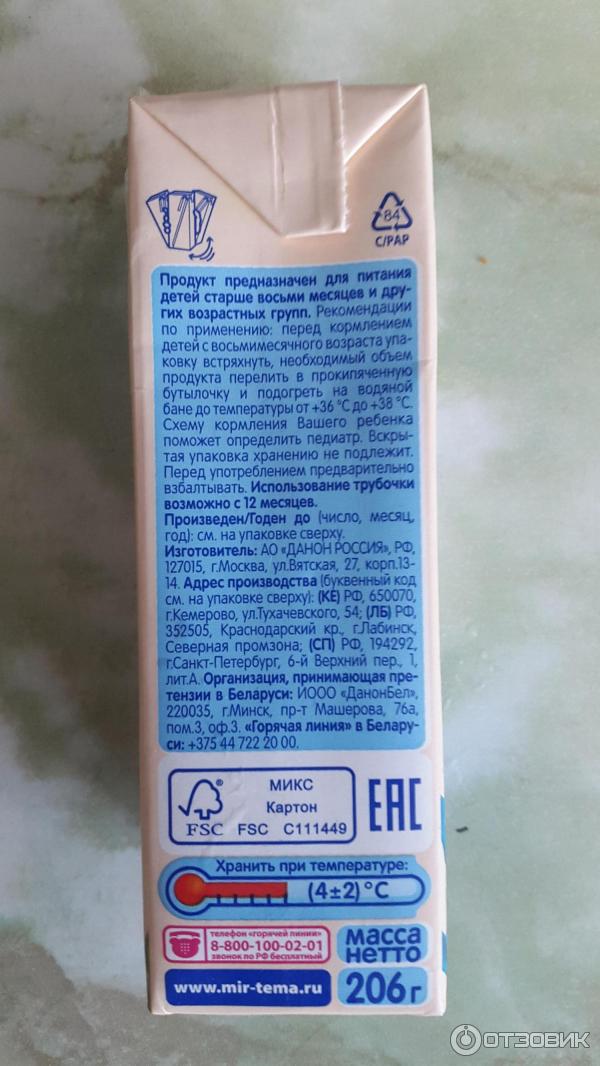 84
C/PAP
Продукт предназначен для питания
детей старше восьми месяцев и дру-
гих возрастных групп. Рекомендации
по применению: перед кормлением
детей с восьмимесячного возраста упа-
ковку встряхнуть, необходимый объем
продукта перелить в прокипяченную
бутылочку и подогреть на водяной
бане до температуры от +36 °С до +38 °С.
Схему кормления Вашего ребенка
поможет определить педиатр. Вскры-
тая упаковка хранению не подлежит.
Перед употреблением предварительно
взбалтывать. Использование трубочки
возможно с 12 месяцев.
Произведен/Годен до (число, месяц,
год): см. на упаковке сверху.
Изготовитель: АО «ДАНОН РОССИЯ», РФ,
127015, г.Москва, ул.Вятская, 27, корп.13-
14. Адрес производства (буквенный код
см. на упаковке сверху): (КЕ) РФ, 650070,
г.Кемерово, ул.Тухачевского, 54; (ЛБ) РФ,
352505, Краснодарский кр., г.Лабинск,
Северная промзона; (СП) РФ, 194292,
г.Санкт-Петербург, 6-й Верхний пер., 1,
лит.А. Организация, принимающая пре-
тензии в Беларуси: ИООО «ДанонБел»,
220035, г.Минск, пр-т Машерова, 76а,
пом.3, оф.3. «Горячая линия» в Белару-
си: +375 44 722 20 00.
МИКС
Картон
FSC ® FSC C111449
EAC
Хранить при температуре:
(4±2) °С
телефон «горячей линии»
8-800-100-02-01
звонок по РФ бесплатный
масса
нетто
www.mir-tema.ru
206 г
ОТЗОВИК